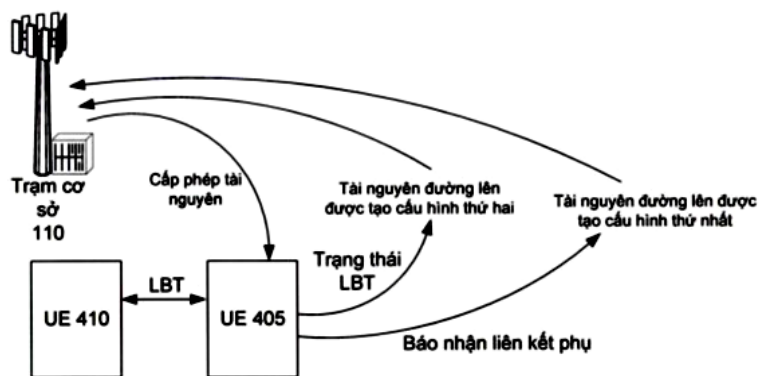 Trạm cơ
sở
110
Cấp phép tài
nguyên
Tài nguyên đường lên
được tạo cấu hình thứ hai
Tài nguyên đường lên được
tạo cấu hình thứ nhất
Trạng thái
LBT
LBT
UE 410
UE 405
Báo nhận liên kết phụ